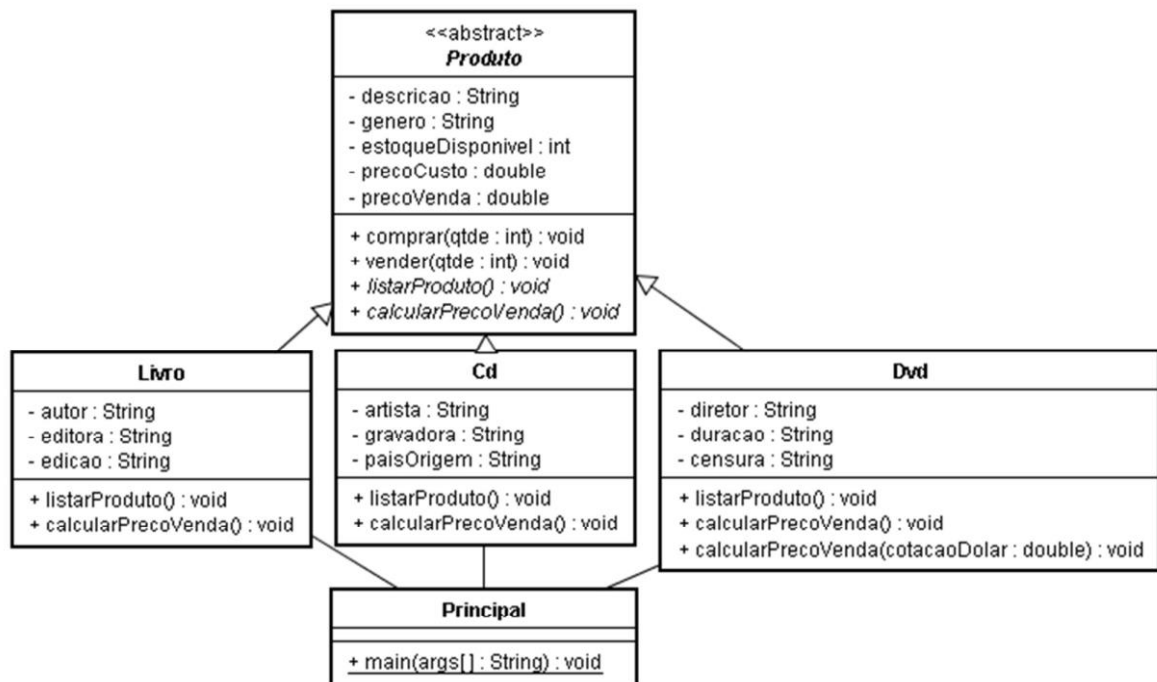 <<abstract>>
Produto
- descricao : String
- genero : String
- estoqueDisponivel : int
- precoCusto : double
- precoVenda : double
+ comprar(qtde : int) : void
+ vender(qtde : int) : void
+ listarProduto() : void
+ calcularPrecoVenda() : void
Livro
- autor : String
- editora : String
- edicao : String
+ listarProduto() : void
+ calcularPrecoVenda() : void
Cd
- artista : String
- gravadora : String
- paisOrigem : String
+ listarProduto() : void
+ calcularPrecoVenda() : void
Dvd
- diretor : String
- duracao : String
- censura : String
+ listarProduto() : void
+ calcularPrecoVenda() : void
+ calcularPrecoVenda(cotacaoDolar : double) : void
Principal
+ main(args[] : String) : void